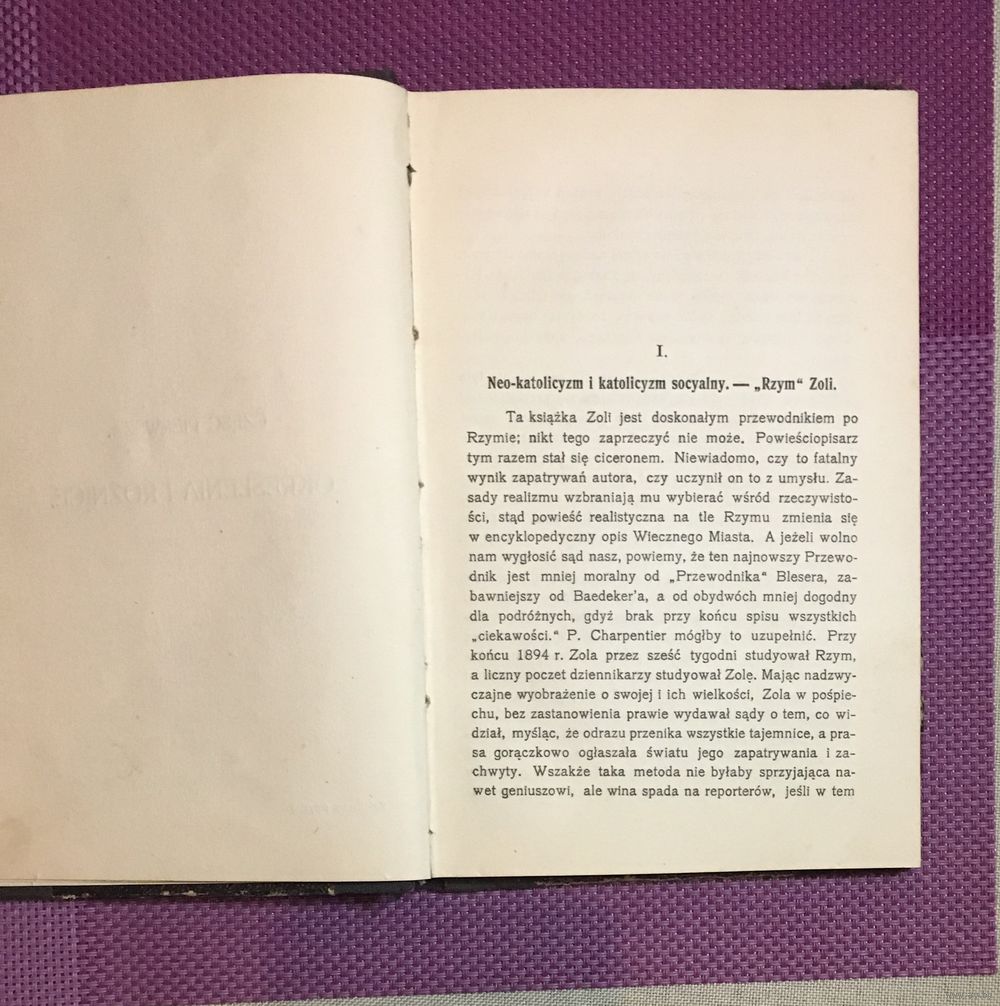 I.
Neo-katolicyzm i katolicyzm socyalny. — „Rzym“ Zoli.
Ta książka Zoli jest doskonałym przewodnikiem po
Rzymie; nikt tego zaprzeczyć nie może. Powieściopisarz
tym razem stał się ciceronem. Niewiadomo, czy to fatalny
wynik zapatrywań autora, czy uczynił on to z umysłu. Za-
sady realizmu wzbraniają mu wybierać wśród rzeczywisto-
ści, stąd powieść realistyczna na tle Rzymu zmienia się
w encyklopedyczny opis Wiecznego Miasta. A jeżeli wolno
nam wygłosić sąd nasz, powiemy, że ten najnowszy Przewo-
dnik jest mniej moralny od „Przewodnika“ Blesera, za-
bawniejszy od Baedeker'a, a od obydwóch mniej dogodny
dla podróżnych, gdyż brak przy końcu spisu wszystkich
„ciekawości.“ P. Charpentier mógłby to uzupełnić. Przy
końcu 1894 r. Zola przez sześć tygodni studyował Rzym,
a liczny poczet dziennikarzy studyował Zolę. Mając nadzwy-
czajne wyobrażenie o swojej i ich wielkości, Zola w pośpie-
chu, bez zastanowienia prawie wydawał sądy o tem, co wi-
dział, myśląc, że odrazu przenika wszystkie tajemnice, a pra-
sa gorączkowo ogłaszała światu jego zapatrywania i za-
chwyty. Wszakże taka metoda nie byłaby sprzyjająca na-
wet geniuszowi, ale wina spada na reporterów, jeśli w tem